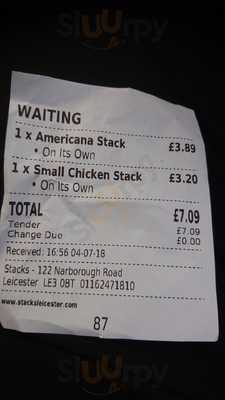 Sluurpy
WAITING
1 x Americana Stack £3.89
• On Its Own
1 x Small Chicken Stack £3.20
• On Its Own
TOTAL £7.09
Tender £7.09
Change Due £0.00
Received: 16:56 04-07-18
Stacks - 122 Narborough Road
Leicester LE3 0BT 01162471810
www.stacksleicester.com
87
Sluurpy